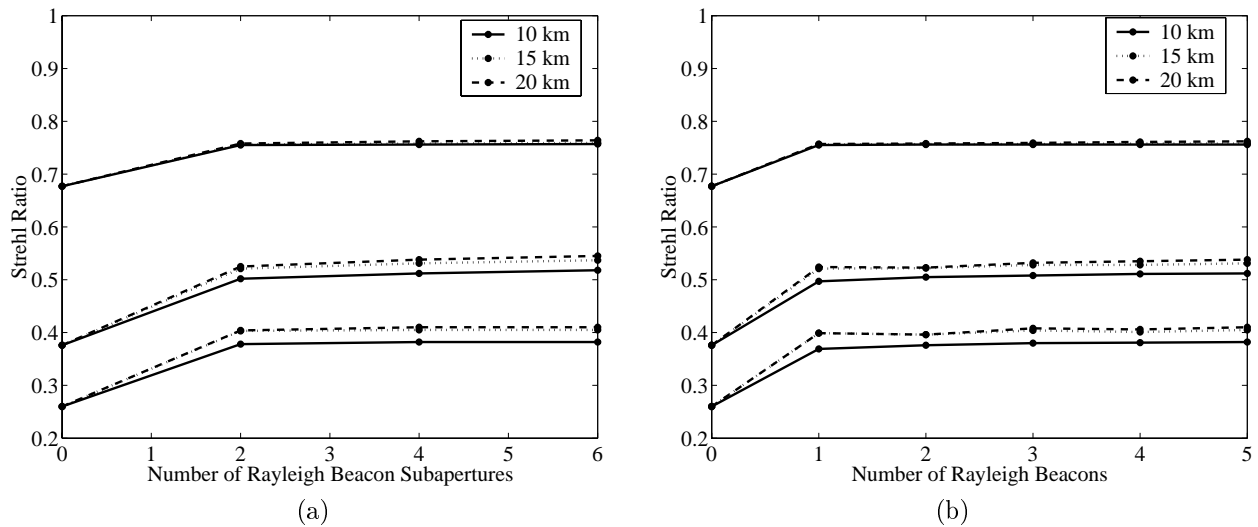 1
0.9
0.8
0.7
0.6
0.5
0.4
0.3
0.2
Strehl Ratio
10 km
15 km
20 km
0 1 2 3 4 5 6
Number of Rayleigh Beacon Subapertures
(a)
1
0.9
0.8
0.7
0.6
0.5
0.4
0.3
0.2
Strehl Ratio
10 km
15 km
20 km
0 1 2 3 4 5
Number of Rayleigh Beacons
(b)